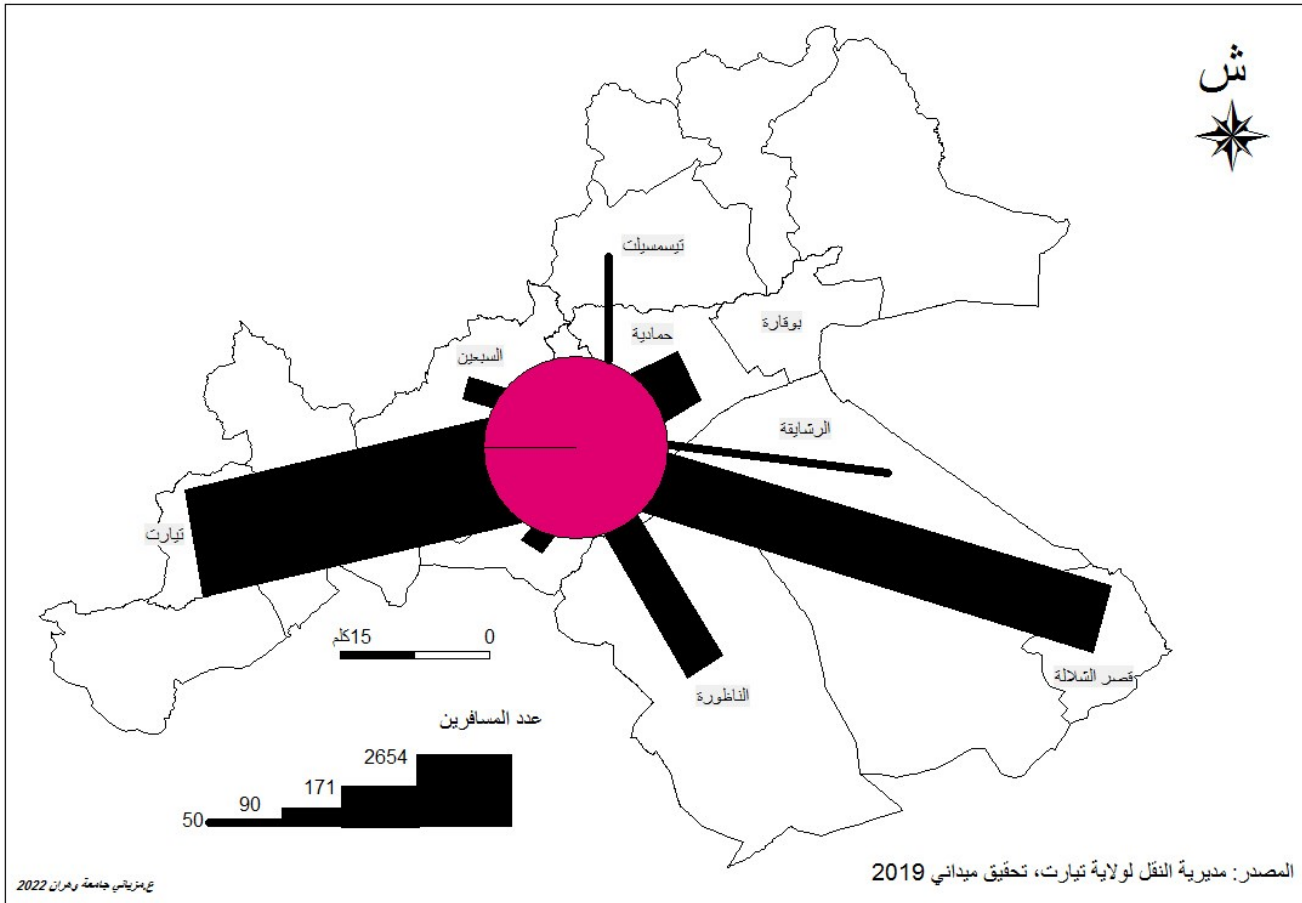 ش
تيسمسيلت
حمادية
بوقارة
السبعين
الرشايقة
تيارت
قصر الشلالة
الناظورة
15كلم 0
عدد المسافرين
2654
171
90
50
المصدر: مديرية النقل لولاية تيارت، تحقيق ميداني 2019
ع.مزياني جامعة وهران 2022